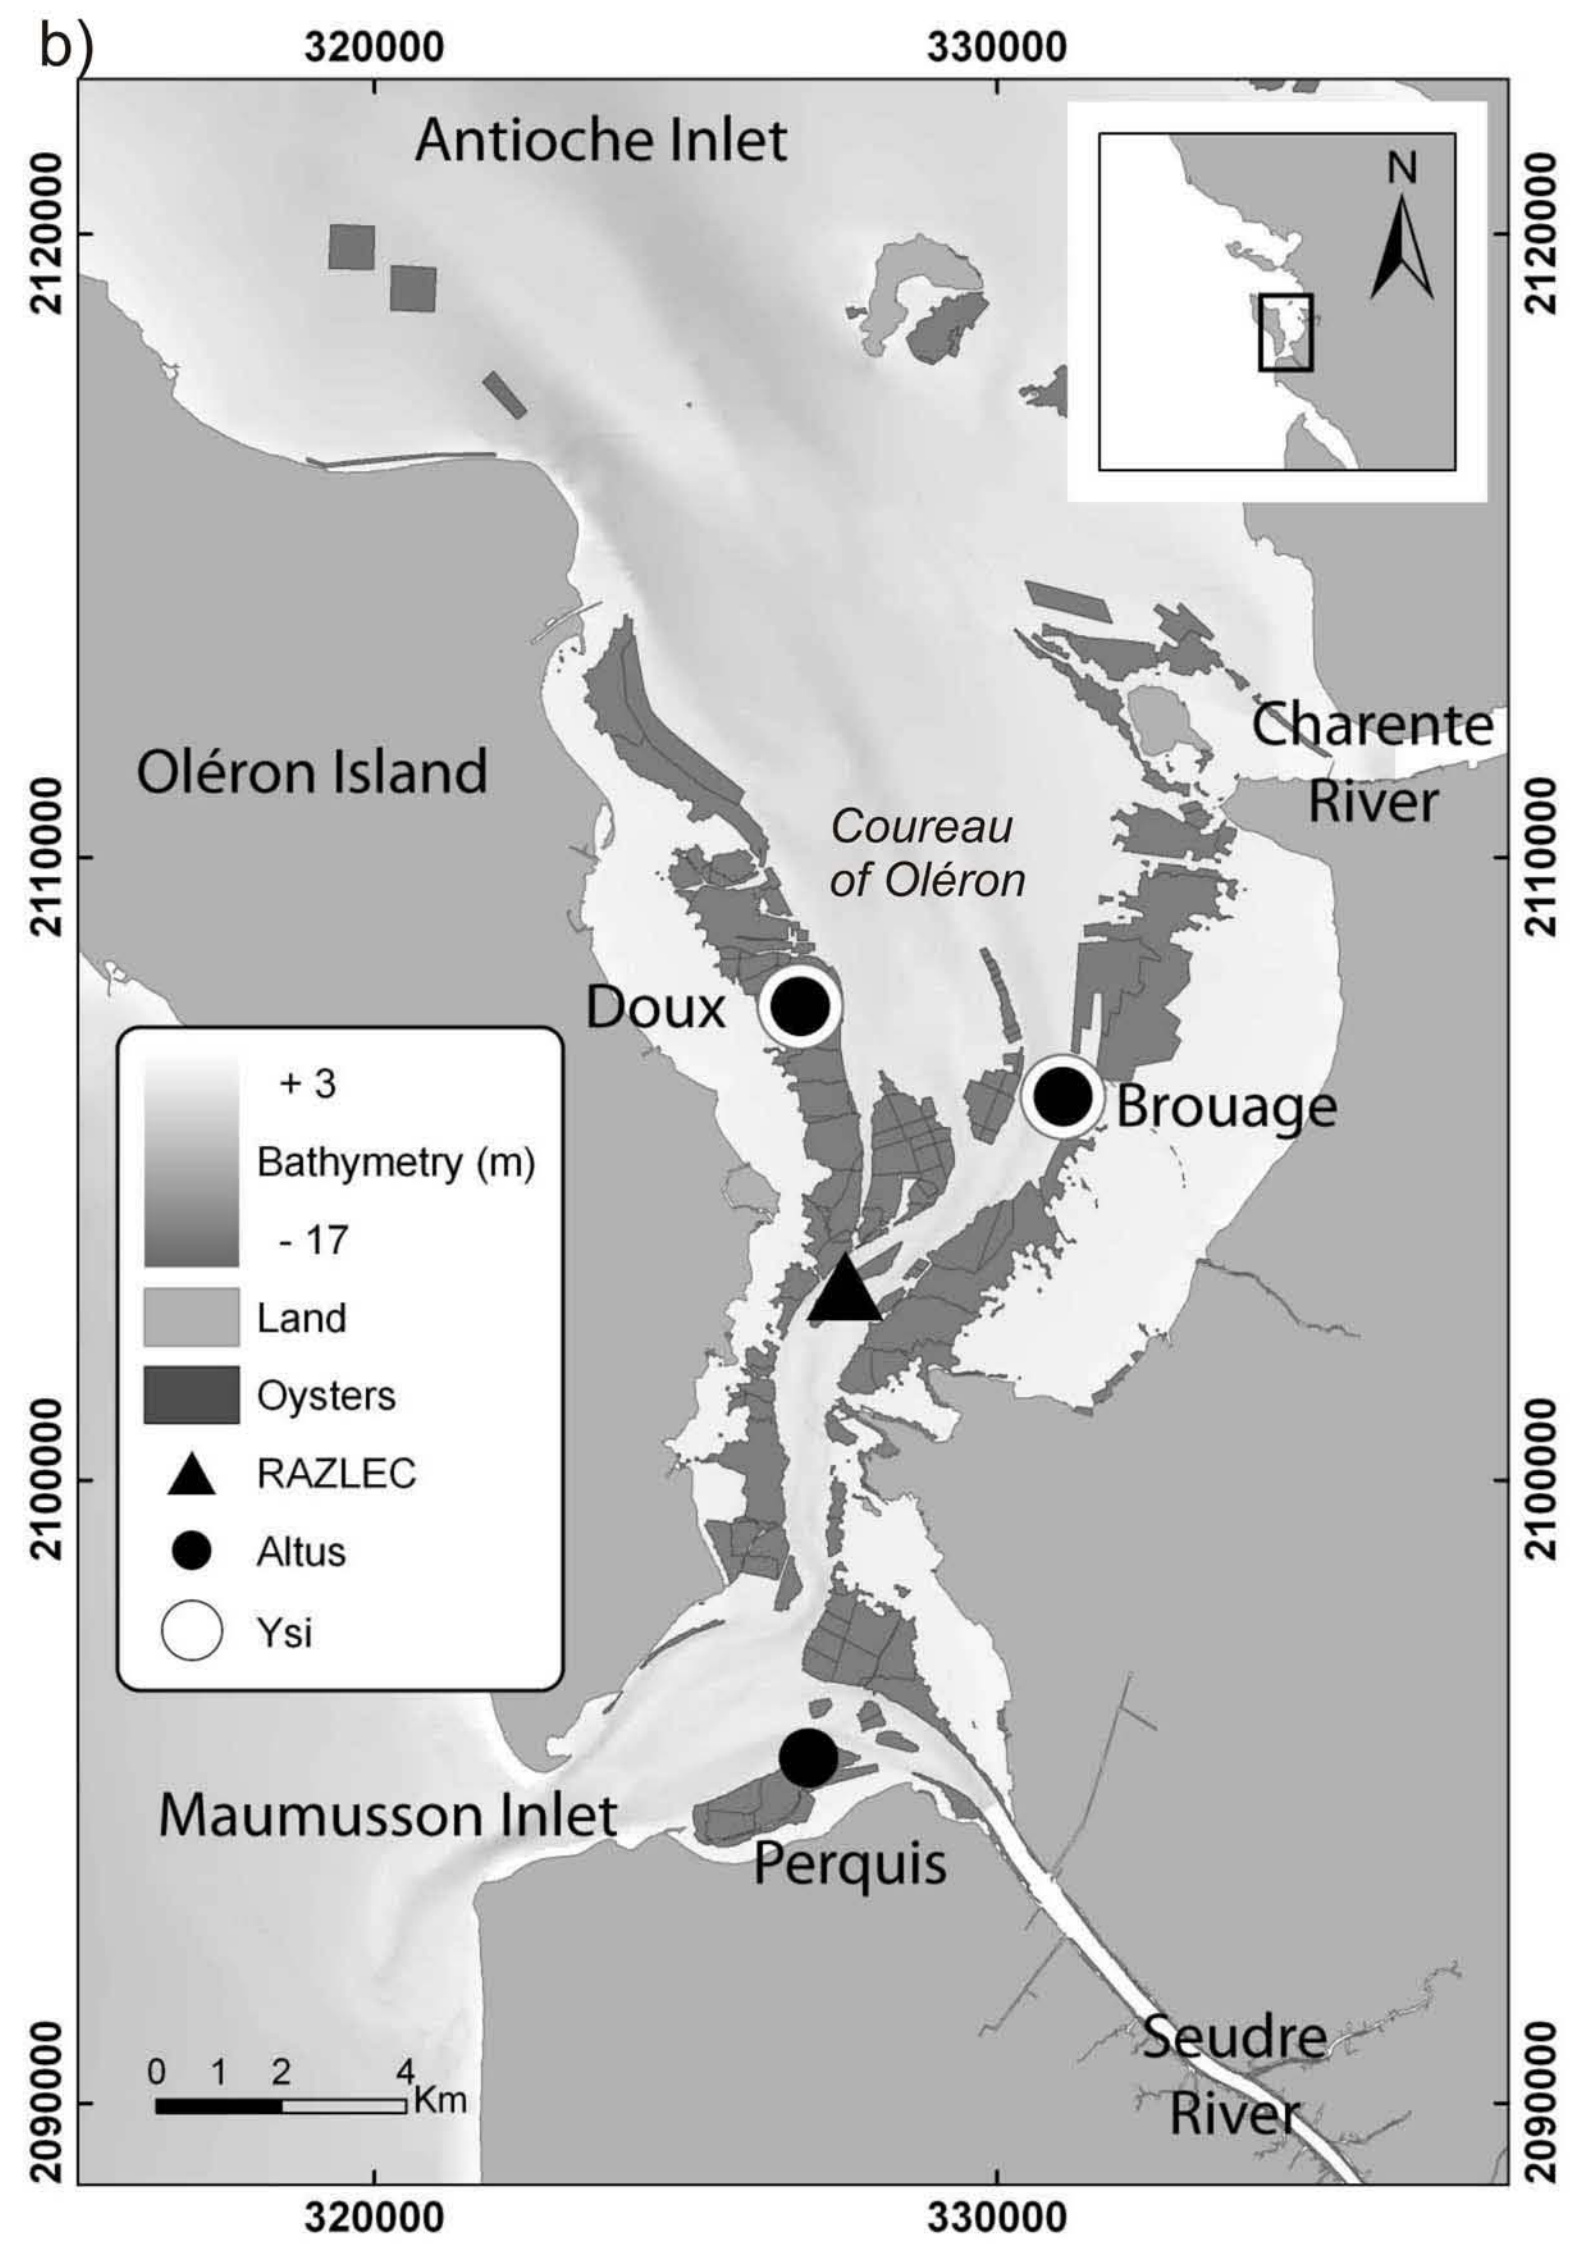 b)
320000 330000
Antioche Inlet
N
2120000 2120000
Charente
River
Oléron Island
Coureau
of Oléron
2110000 2110000
Doux
Brouage
+ 3
Bathymetry (m)
- 17
Land
Oysters
RAZLEC
Altus
Ysi
2100000 2100000
Maumusson Inlet
Perquis
Seudre
River
0 1 2 4
Km
2090000 2090000
320000 330000